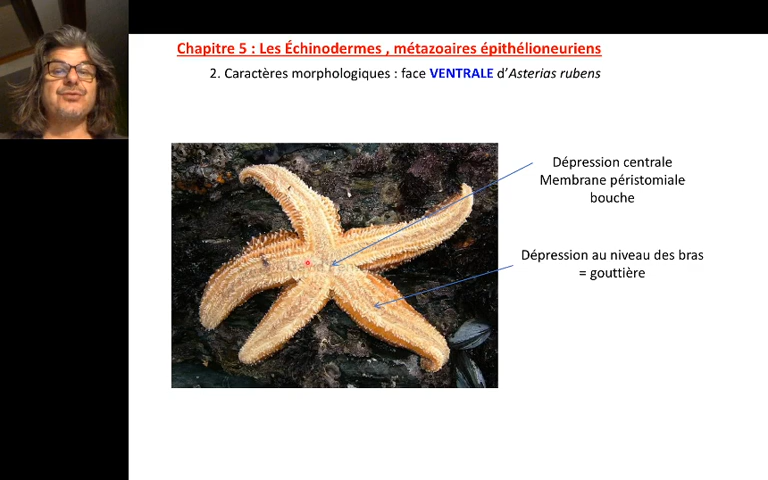 Chapitre 5 : Les Échinodermes , métazoaires épithélioneuriens
2. Caractères morphologiques : face VENTRALE d'Asterias rubens
Dépression centrale
Membrane péristomiale
bouche
Dépression au niveau des bras
= gouttière